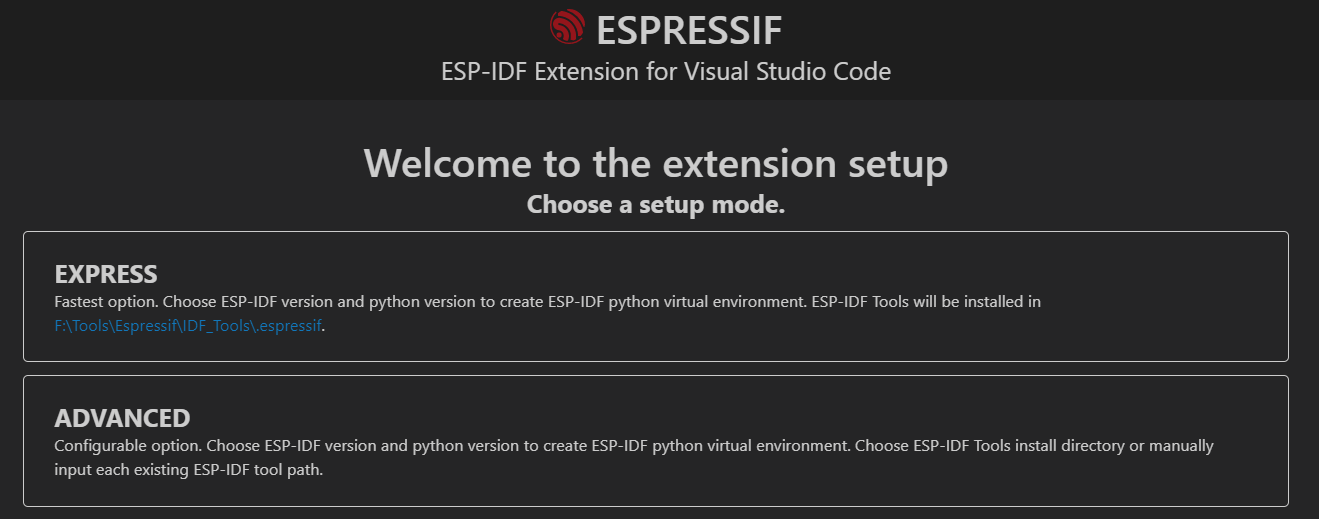 ESPRESSIF
ESP-IDF Extension for Visual Studio Code
Welcome to the extension setup
Choose a setup mode.
EXPRESS
Fastest option. Choose ESP-IDF version and python version to create ESP-IDF python virtual environment. ESP-IDF Tools will be installed in
F:\Tools\Espressif\IDF_Tools\.espressif.
ADVANCED
Configurable option. Choose ESP-IDF version and python version to create ESP-IDF python virtual environment. Choose ESP-IDF Tools install directory or manually
input each existing ESP-IDF tool path.